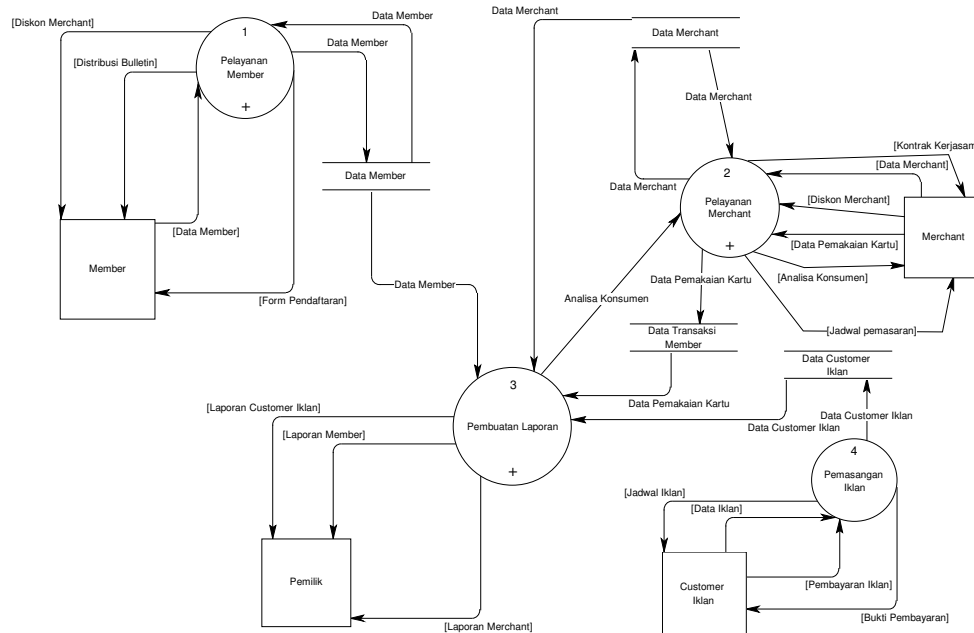 Data Member
[Diskon Merchant]
1
Pelayanan
Member
+
Data Member
[Distribusi Bulletin]
Data Member
Member
[Data Member]
[Form Pendaftaran]
Data Member
Data Merchant
Data Merchant
Data Merchant
Data Merchant
2
Pelayanan
Merchant
+
[Kontrak Kerjasam
[Data Merchant]
[Diskon Merchant]
[Data Pemakaian Kartu]
[Analisa Konsumen]
[Jadwal pemasaran]
Merchant
Data Pemakaian Kartu
Analisa Konsumen
Data Transaksi
Member
Data Pemakaian Kartu
Data Customer
Iklan
Data Customer Iklan
Data Customer Iklan
3
Pembuatan Laporan
+
[Laporan Customer Iklan]
[Laporan Member]
[Laporan Merchant]
Pemilik
4
Pemasangan
Iklan
[Jadwal Iklan]
[Data Iklan]
[Pembayaran Iklan]
[Bukti Pembayaran]
Customer
Iklan